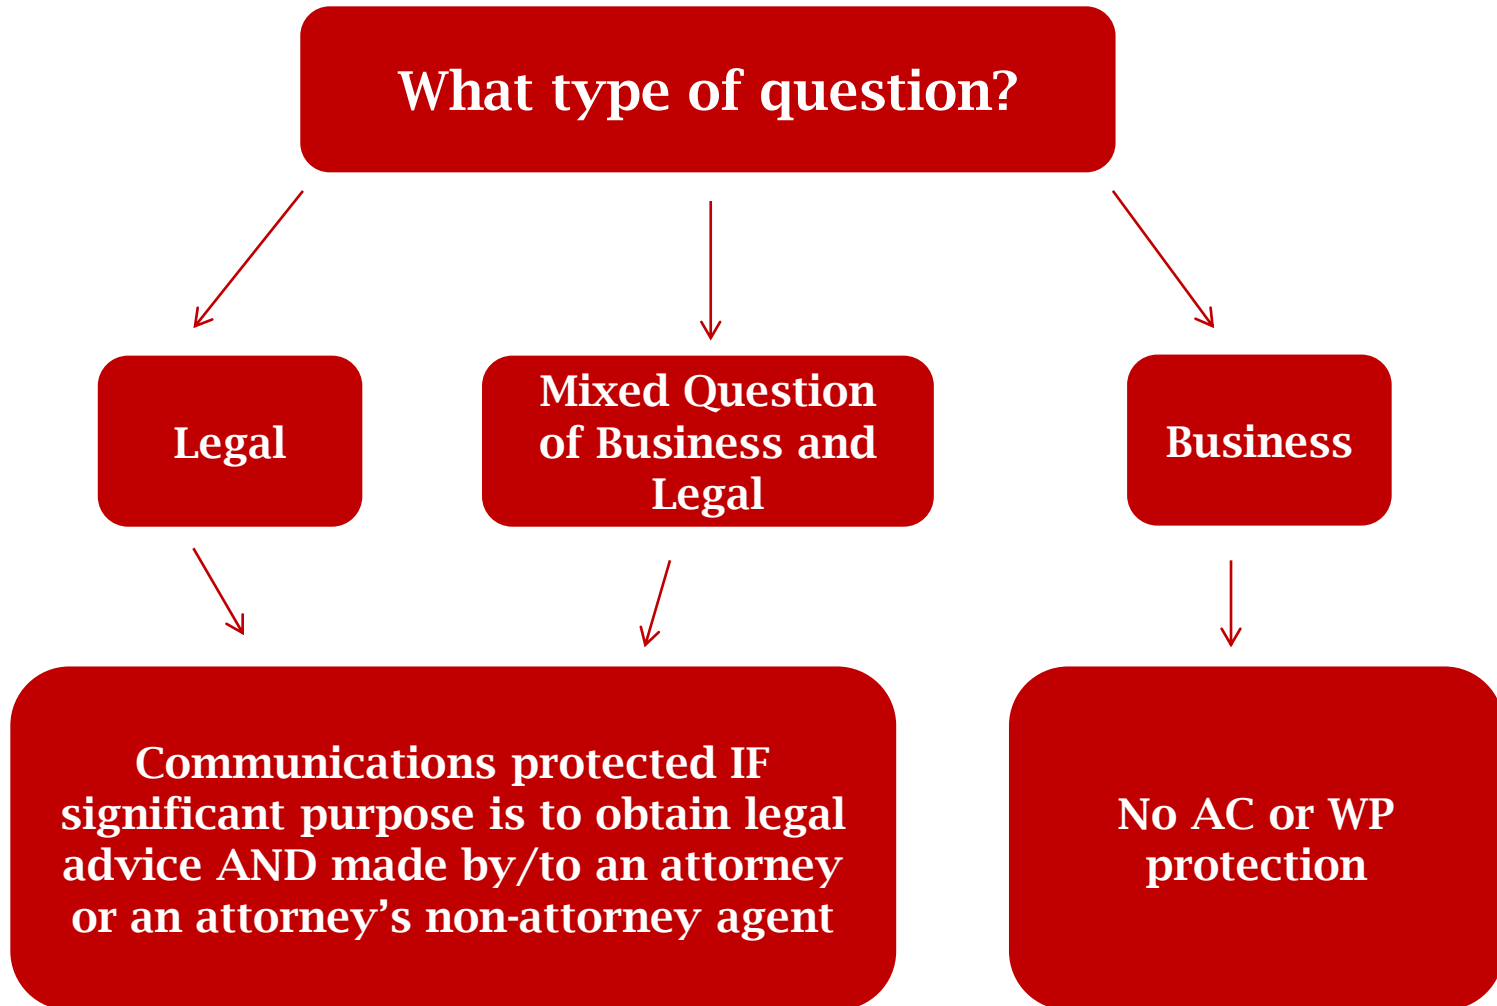 What type of question?
Legal
Mixed Question
of Business and
Legal
Business
Communications protected IF
significant purpose is to obtain legal
advice AND made by/to an attorney
or an attorney’s non-attorney agent
No AC or WP
protection